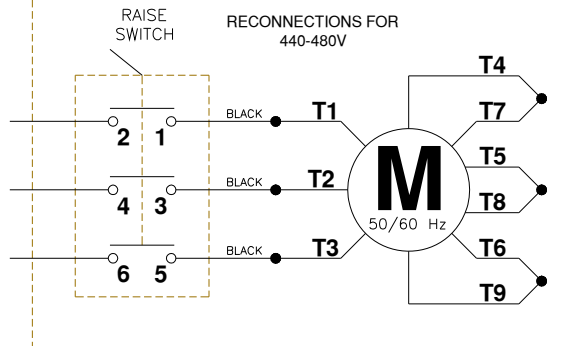 RAISE
SWITCH
RECONNECTIONS FOR
440-480V
T4
BLACK
T1
T7
2 1
T5
BLACK
T2
M
4 3
T8
50/60 Hz
BLACK
T3
T6
6 5
T9